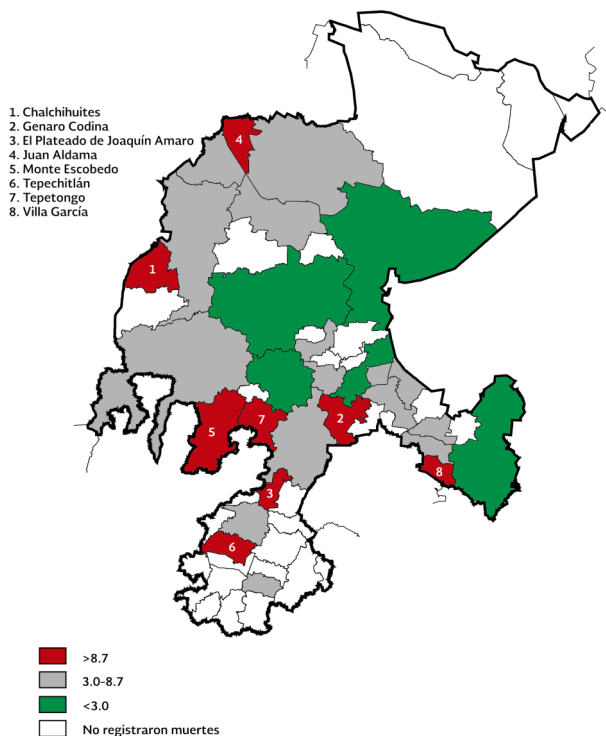 1. Chalchihuites
2. Genaro Codina
3. El Plateado de Joaquín Amaro
4. Juan Aldama
5. Monte Escobedo
6. Tepechitlán
7. Tepetongo
8. Villa García
4
1
2
5
7
8
3
6
>8.7
3.0-8.7
<3.0
No registraron muertes